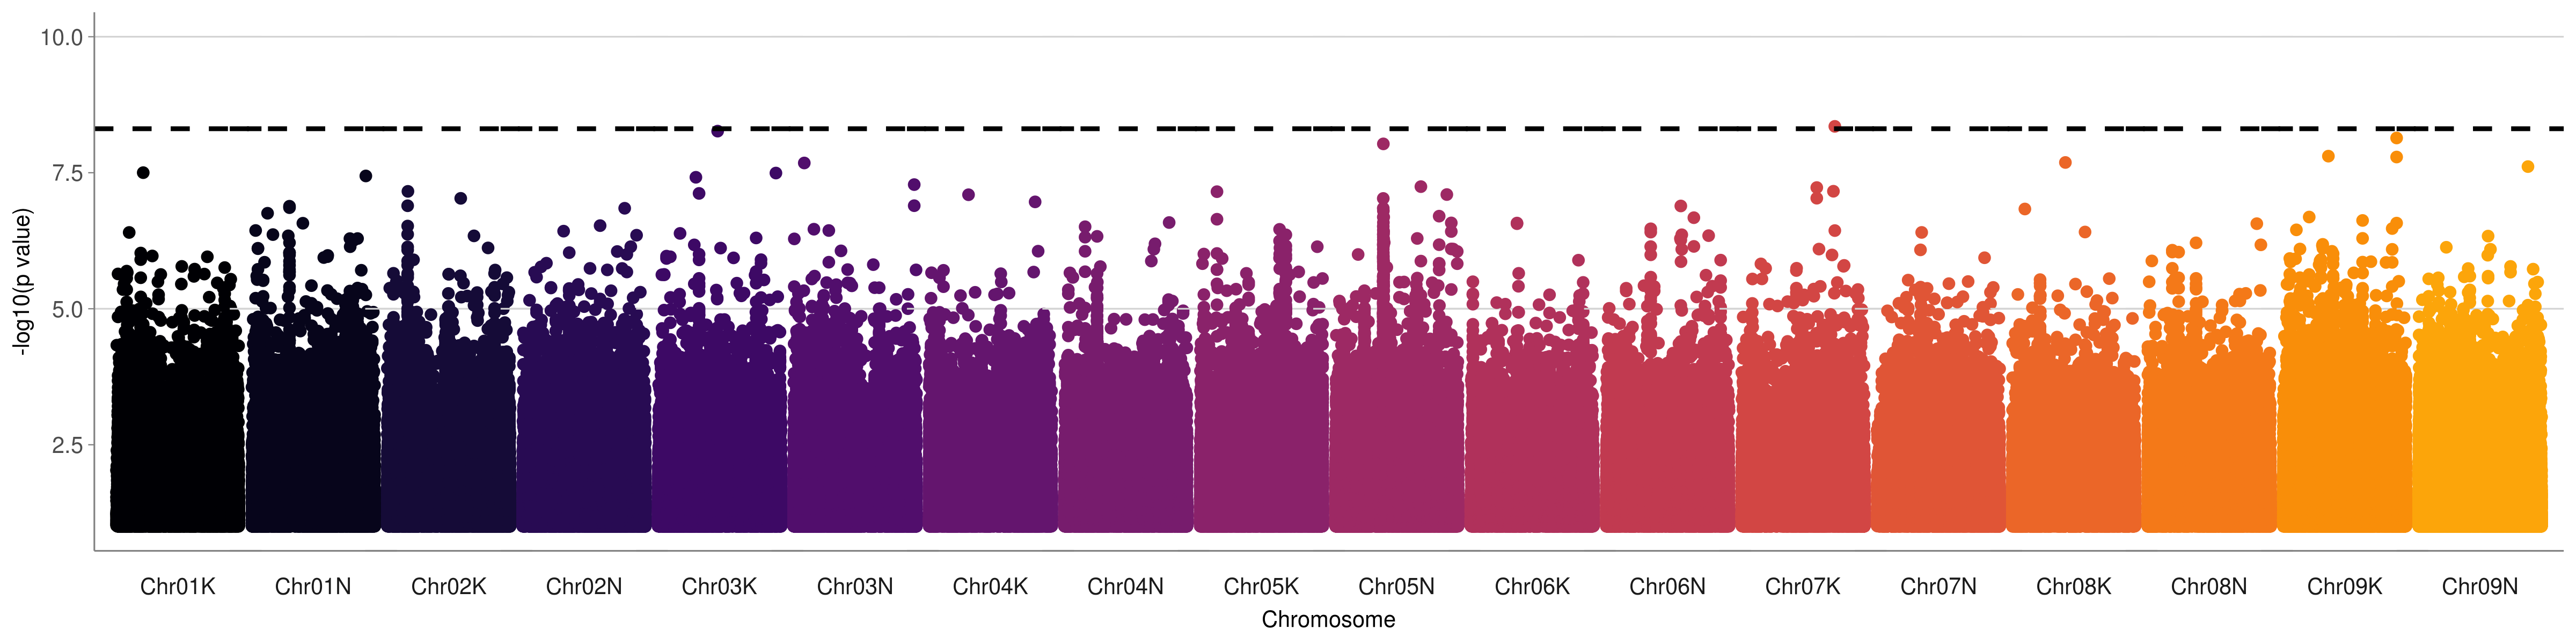 10.0
7.5
5.0
2.5
-log10(p value)
Chr01K Chr01N Chr02K Chr02N Chr03K Chr03N Chr04K Chr04N Chr05K Chr05N Chr06K Chr06N Chr07K Chr07N Chr08K Chr08N Chr09K Chr09N
Chromosome